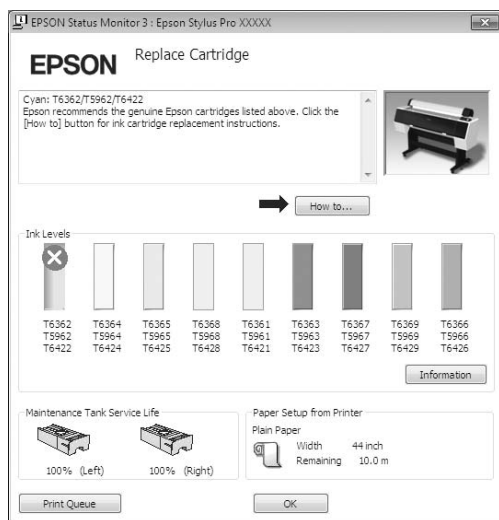 EPSON Status Monitor 3 : Epson Stylus Pro XXXXX
EPSON
Replace Cartridge
Cyan: T6362/T5962/T6422
Epson recommends the genuine Epson cartridges listed above. Click the
[How to] button for ink cartridge replacement instructions.
How to...
Ink Levels
T6362 T6364 T6365 T6368 T6361 T6363 T6367 T6369 T6366
T5962 T5964 T5965 T5968 T5961 T5963 T5967 T5969 T5966
T6422 T6424 T6425 T6428 T6421 T6423 T6427 T6429 T6426
Information
Maintenance Tank Service Life
100% (Left) 100% (Right)
Paper Setup from Printer
Plain Paper
Width 44 inch
Remaining 10.0 m
Print Queue
OK